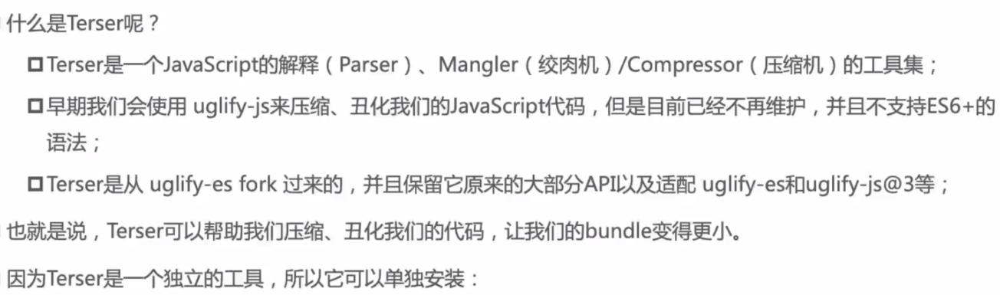 什么是Terser呢？
Terser是一个JavaScript的解释（Parser）、Mangler（绞肉机）/Compressor（压缩机）的工具集；
早期我们会使用 uglify-js来压缩、丑化我们的JavaScript代码，但是目前已经不再维护，并且不支持ES6+的
语法；
Terser是从 uglify-es fork 过来的，并且保留它原来的大部分API以及适配 uglify-es和uglify-js@3等；
也就是说，Terser可以帮助我们压缩、丑化我们的代码，让我们的bundle变得更小。
因为Terser是一个独立的工具，所以它可以单独安装：